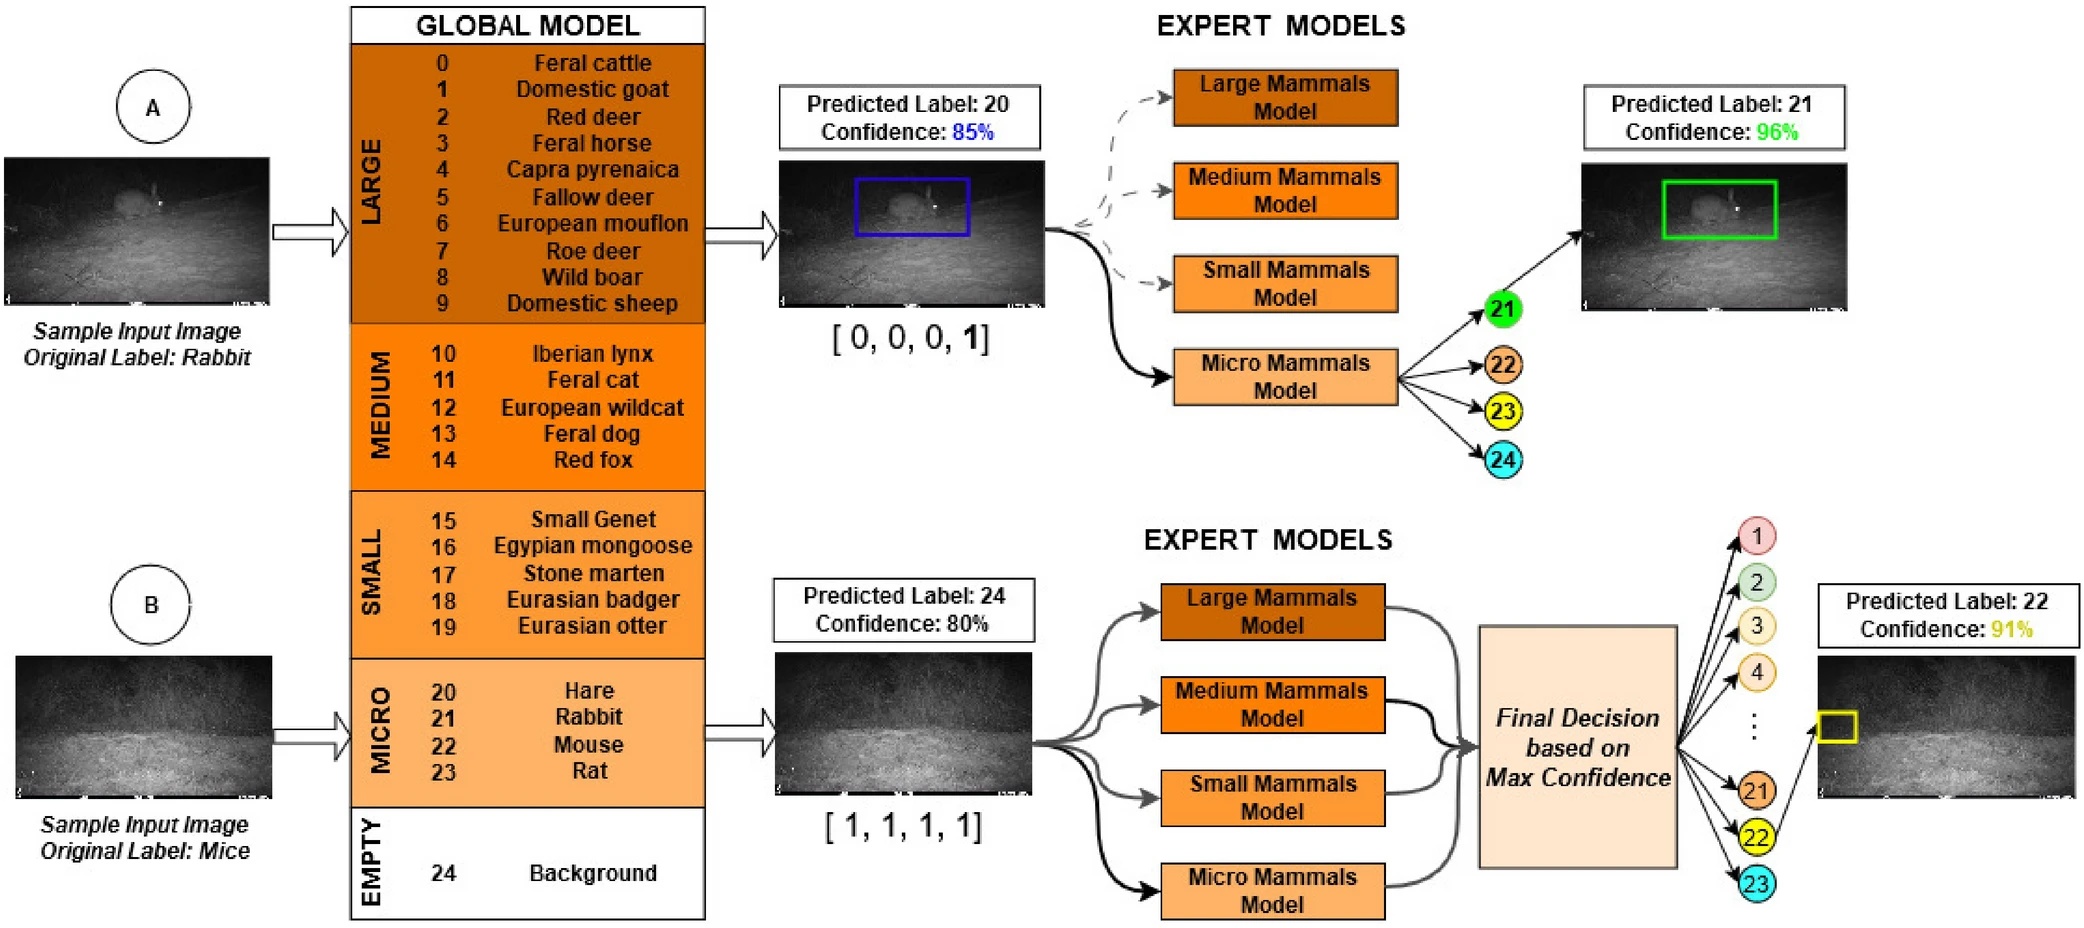 GLOBAL MODEL
LARGE
0 Feral cattle
1 Domestic goat
2 Red deer
3 Feral horse
4 Capra pyrenaica
5 Fallow deer
6 European mouflon
7 Roe deer
8 Wild boar
9 Domestic sheep
MEDIUM
10 Iberian lynx
11 Feral cat
12 European wildcat
13 Feral dog
14 Red fox
SMALL
15 Small Genet
16 Egypian mongoose
17 Stone marten
18 Eurasian badger
19 Eurasian otter
MICRO
20 Hare
21 Rabbit
22 Mouse
23 Rat
EMPTY
24 Background
A
Sample Input Image
Original Label: Rabbit
Predicted Label: 20
Confidence: 85%
[ 0, 0, 0, 1]
EXPERT MODELS
Large Mammals
Model
Medium Mammals
Model
Small Mammals
Model
Micro Mammals
Model
21
22
23
24
Predicted Label: 21
Confidence: 96%
B
Sample Input Image
Original Label: Mice
Predicted Label: 24
Confidence: 80%
[ 1, 1, 1, 1]
EXPERT MODELS
Large Mammals
Model
Medium Mammals
Model
Small Mammals
Model
Micro Mammals
Model
Final Decision
based on
Max Confidence
1
2
3
4
⋮
21
22
23
Predicted Label: 22
Confidence: 91%